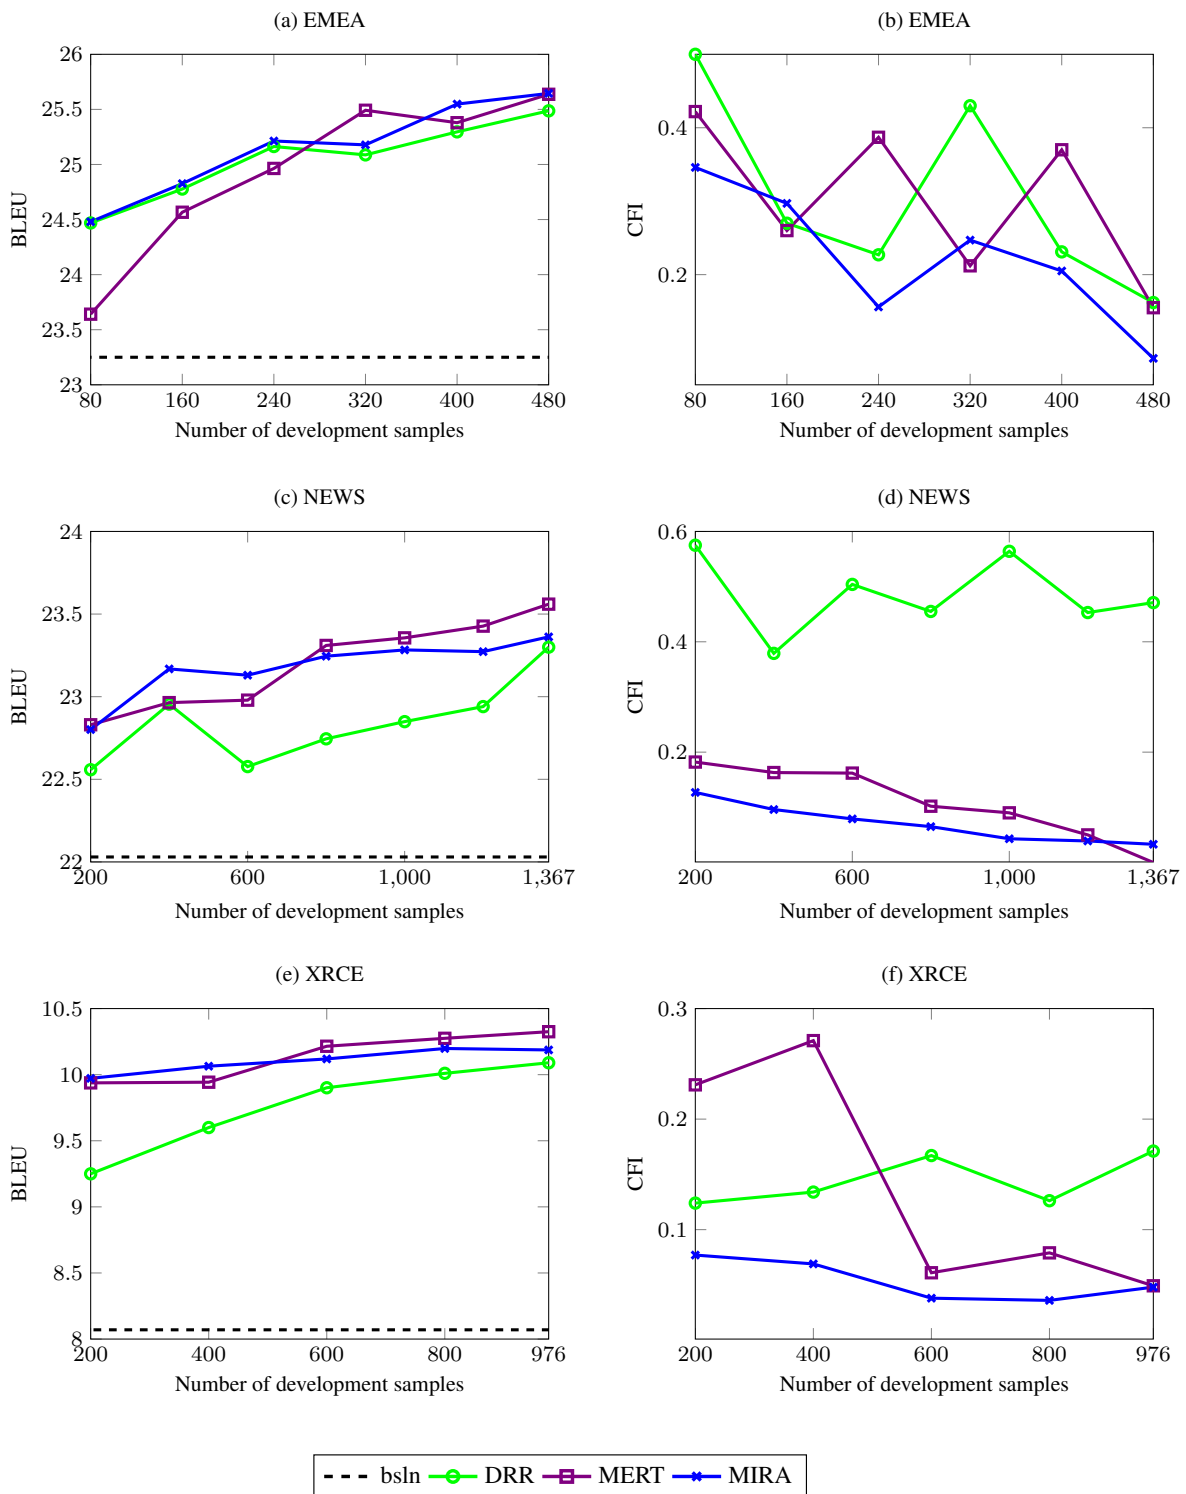 (a) EMEA
26
25.5
25
24.5
24
23.5
23
BLEU
80 160 240 320 400 480
Number of development samples
(b) EMEA
0.4
0.2
CFI
80 160 240 320 400 480
Number of development samples
(c) NEWS
24
23.5
23
22.5
22
BLEU
200 600 1,000 1,367
Number of development samples
(d) NEWS
0.6
0.4
0.2
CFI
200 600 1,000 1,367
Number of development samples
(e) XRCE
10.5
10
9.5
9
8.5
8
BLEU
200 400 600 800 976
Number of development samples
(f) XRCE
0.3
0.2
0.1
CFI
200 400 600 800 976
Number of development samples
bsln DRR MERT MIRA